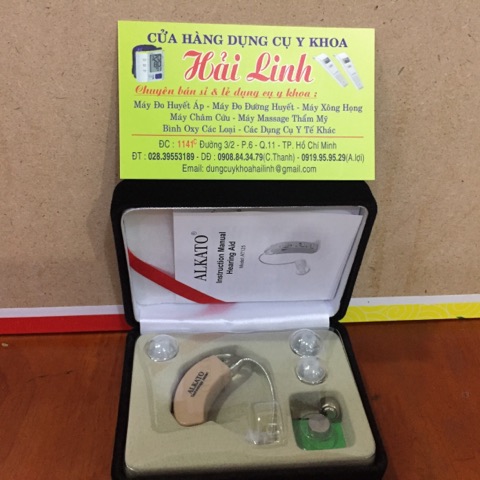 CỬA HÀNG DỤNG CỤ Y KHOA
Hải Linh
Chuyên bán sỉ & lẻ dụng cụ y khoa :
Máy Đo Huyết Áp - Máy Đo Đường Huyết - Máy Xông Họng
Máy Châm Cứu - Máy Massage Thẩm Mỹ
Bình Oxy Các Loại - Các Dụng Cụ Y Tế Khác
ĐC : 1141C Đường 3/2 - P.6 - Q.11 - TP. Hồ Chí Minh
ĐT : 028.39553189 - DĐ : 0908.84.34.79(C.Thanh) - 0919.95.95.29(A.lợi)
Email: dungcuykhoahailinh@gmail.com
ALKATO®
Instruction Manual
Hearing Aid
ALKATO